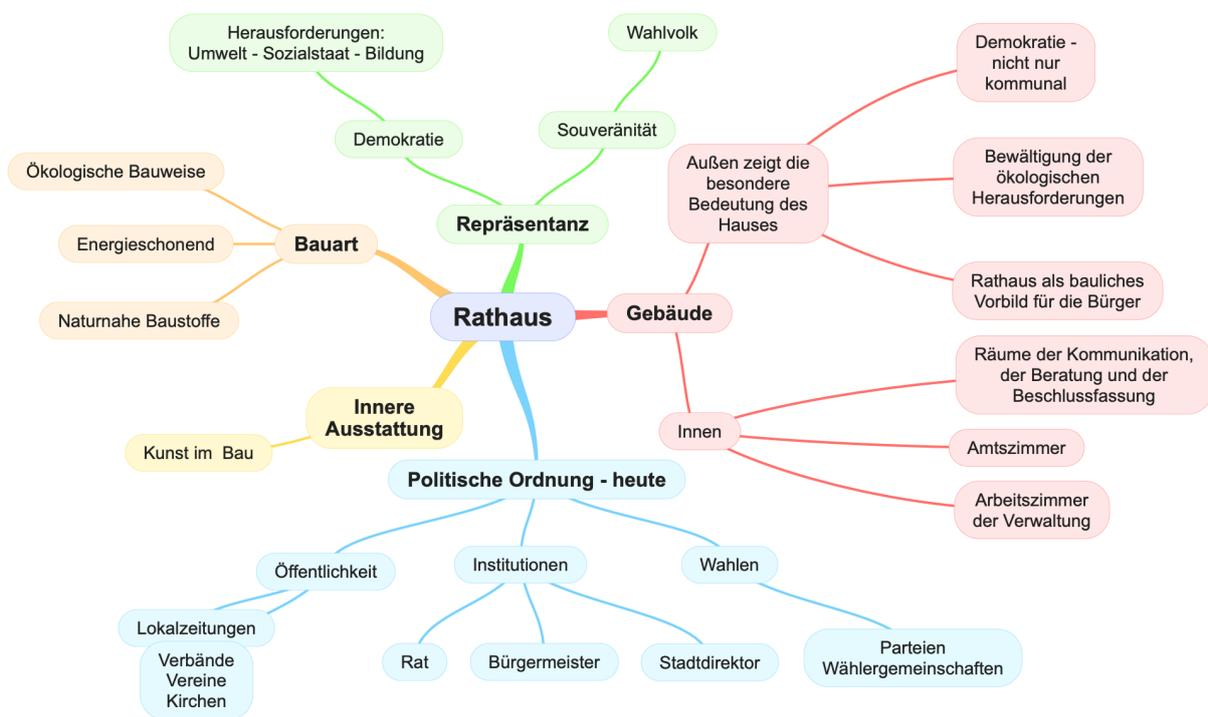 Herausforderungen:
Umwelt - Sozialstaat - Bildung
Wahlvolk
Demokratie
Souveränität
Repräsentanz
Ökologische Bauweise
Energieschonend
Naturnahe Baustoffe
Bauart
Rathaus
Gebäude
Außen zeigt die
besondere
Bedeutung des
Hauses
Demokratie -
nicht nur
kommunal
Bewältigung der
ökologischen
Herausforderungen
Rathaus als bauliches
Vorbild für die Bürger
Innen
Räume der Kommunikation,
der Beratung und der
Beschlussfassung
Amtszimmer
Arbeitszimmer
der Verwaltung
Innere
Ausstattung
Kunst im  Bau
Politische Ordnung - heute
Öffentlichkeit
Lokalzeitungen
Verbände
Vereine
Kirchen
Institutionen
Rat
Bürgermeister
Stadtdirektor
Wahlen
Parteien
Wählergemeinschaften